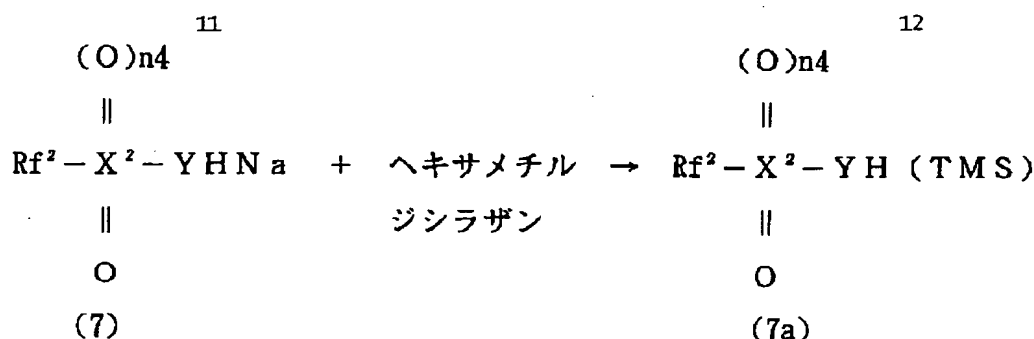 11 12
(O)n4 (O)n4
‖ ‖
Rf²－X²－YHNa ＋ ヘキサメチル → Rf²－X²－YH(TMS)
‖ ジシラザン ‖
O O
(7) (7a)